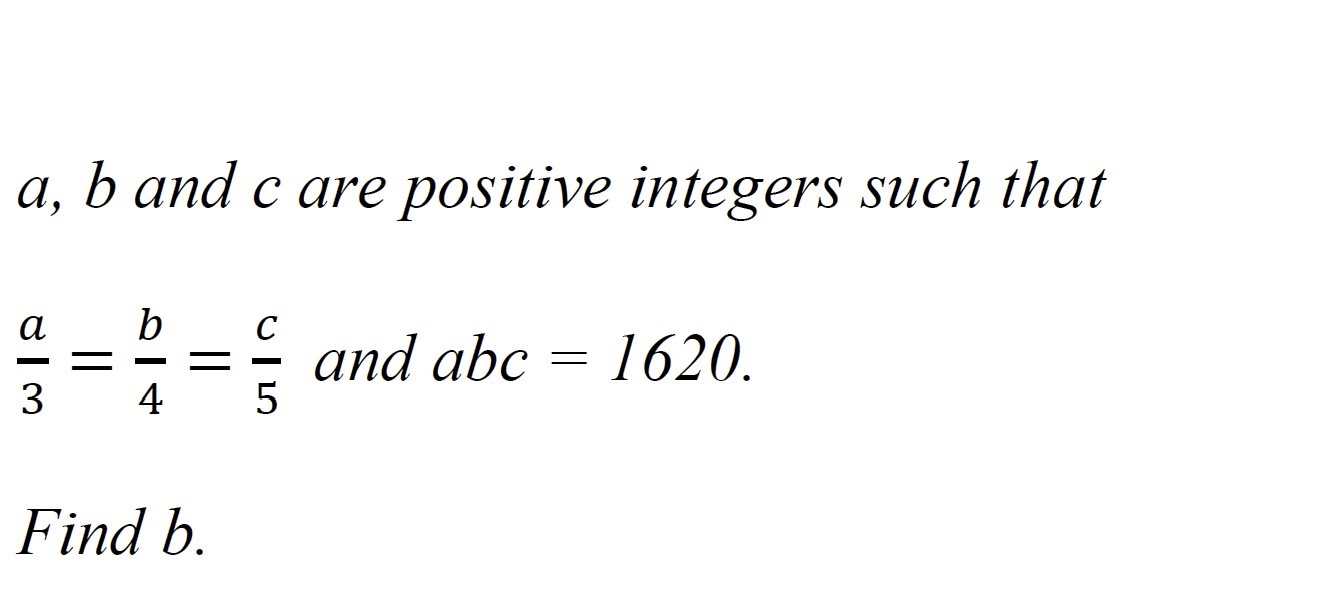 a, b and c are positive integers such that
a/3 = b/4 = c/5 and abc = 1620.
Find b.